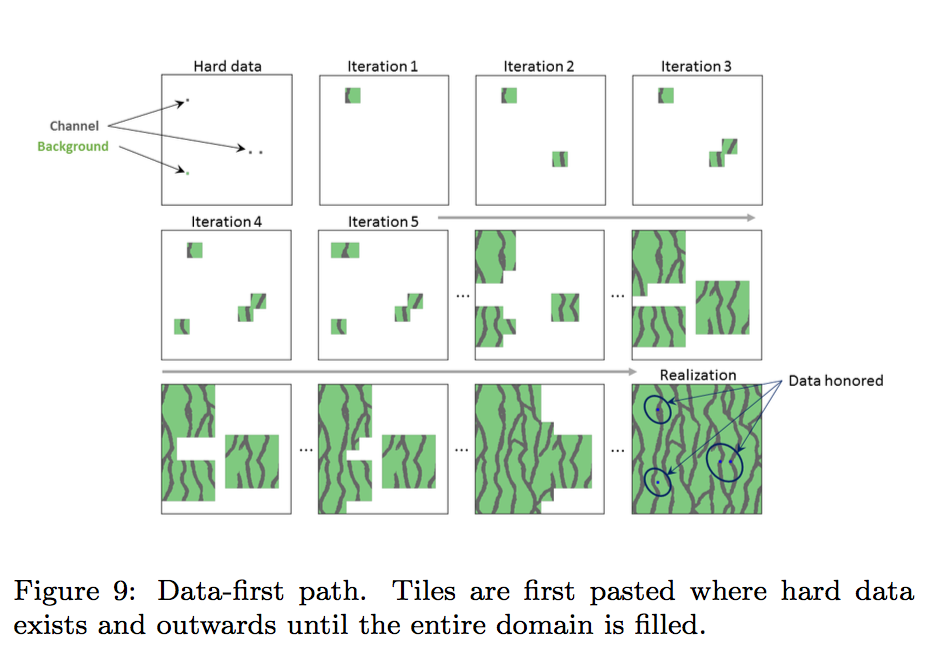 Hard data
Iteration 1
Iteration 2
Iteration 3
Channel
Background
Iteration 4
Iteration 5
...
...
Realization
Data honored
...
...
...
Figure 9: Data-first path. Tiles are first pasted where hard data
exists and outwards until the entire domain is filled.